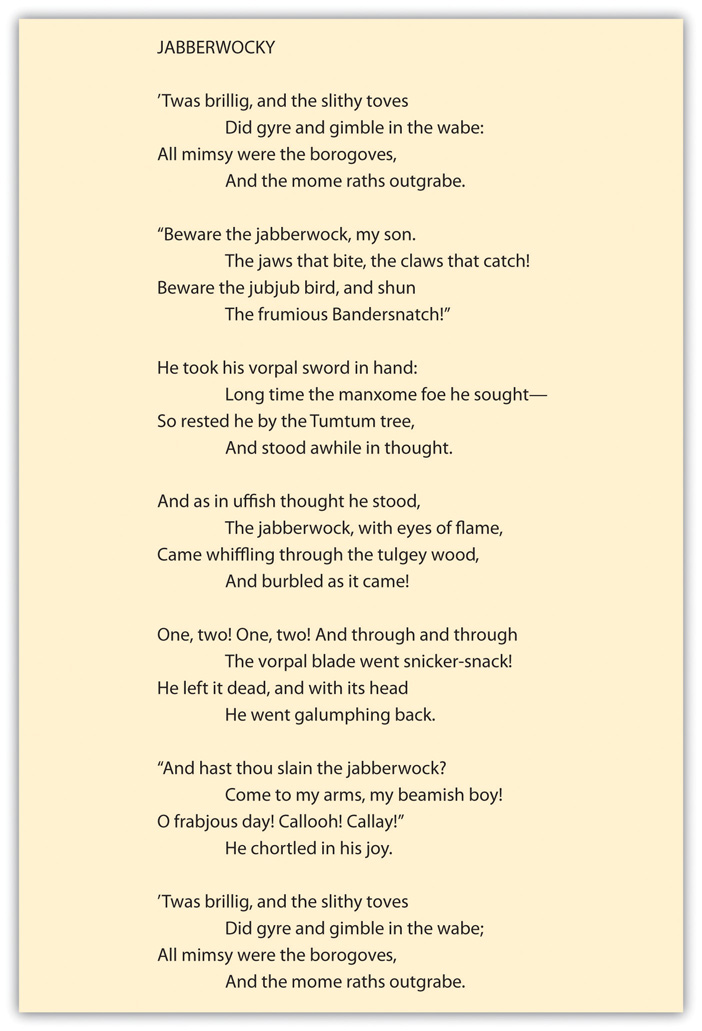 JABBERWOCKY
’Twas brillig, and the slithy toves
Did gyre and gimble in the wabe:
All mimsy were the borogoves,
And the mome raths outgrabe.
“Beware the jabberwock, my son.
The jaws that bite, the claws that catch!
Beware the jubjub bird, and shun
The frumious Bandersnatch!”
He took his vorpal sword in hand:
Long time the manxome foe he sought—
So rested he by the Tumtum tree,
And stood awhile in thought.
And as in uffish thought he stood,
The jabberwock, with eyes of flame,
Came whiffling through the tulgey wood,
And burbled as it came!
One, two! One, two! And through and through
The vorpal blade went snicker-snack!
He left it dead, and with its head
He went galumphing back.
“And hast thou slain the jabberwock?
Come to my arms, my beamish boy!
O frabjous day! Callooh! Callay!”
He chortled in his joy.
’Twas brillig, and the slithy toves
Did gyre and gimble in the wabe;
All mimsy were the borogoves,
And the mome raths outgrabe.